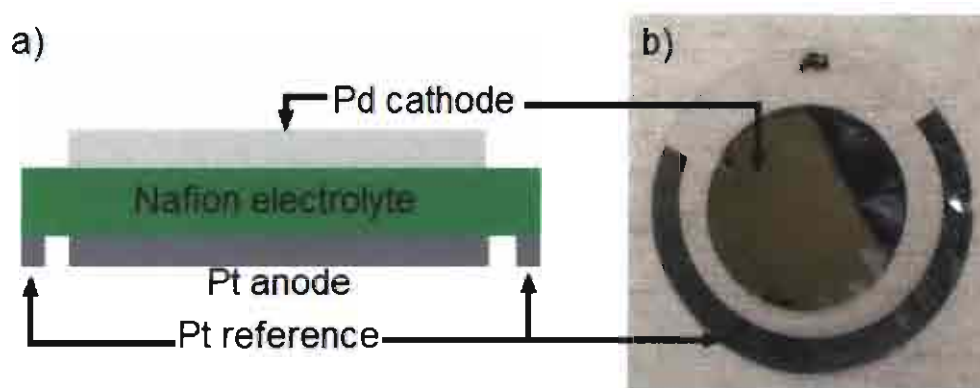 a)
b)
Pd cathode
Nafion electrolyte
Pt anode
Pt reference